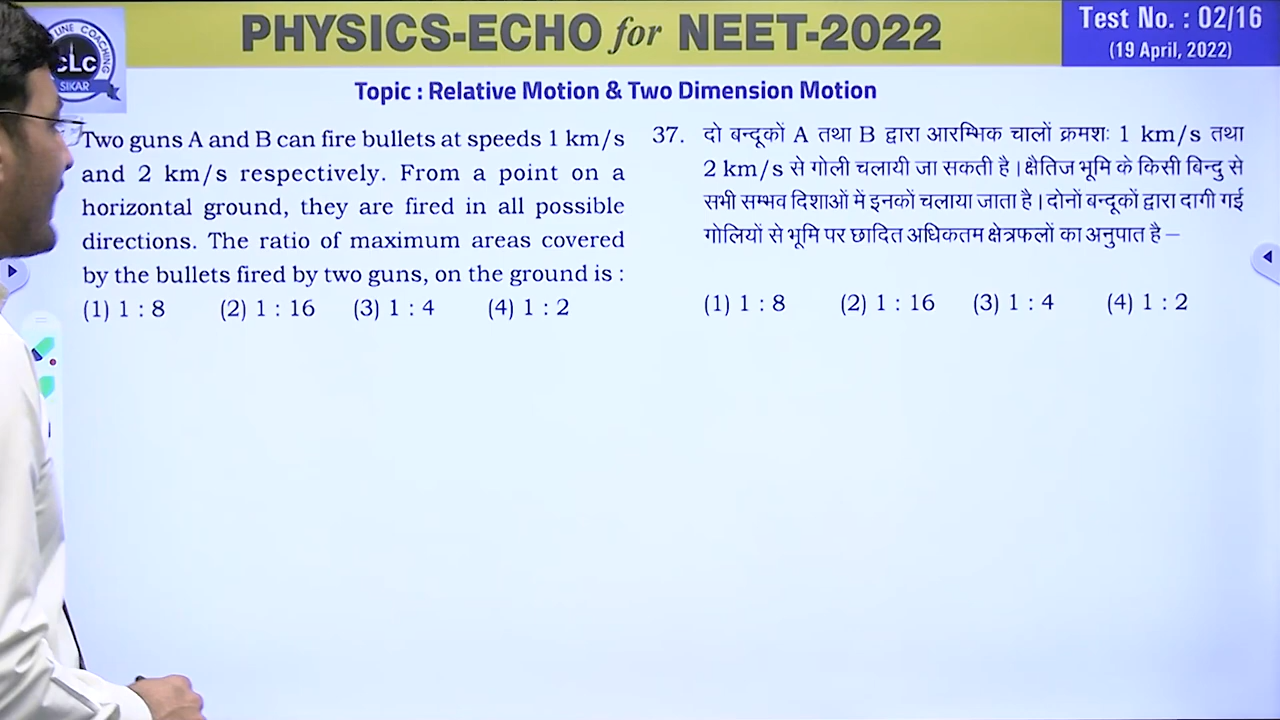 PHYSICS-ECHO for NEET-2022
Test No. : 02/16
(19 April, 2022)
LINE COACHING
CLC
SIKAR
Topic : Relative Motion & Two Dimension Motion
Two guns A and B can fire bullets at speeds 1 km/s
and 2 km/s respectively. From a point on a
horizontal ground, they are fired in all possible
directions. The ratio of maximum areas covered
by the bullets fired by two guns, on the ground is :
(1) 1 : 8 (2) 1 : 16 (3) 1 : 4 (4) 1 : 2
37. दो बन्दूकों A तथा B द्वारा आरम्भिक चालों क्रमशः 1 km/s तथा
2 km/s से गोली चलायी जा सकती है। क्षैतिज भूमि के किसी बिन्दु से
सभी सम्भव दिशाओं में इनकों चलाया जाता है। दोनों बन्दूकों द्वारा दागी गई
गोलियों से भूमि पर छादित अधिकतम क्षेत्रफलों का अनुपात है –
(1) 1 : 8 (2) 1 : 16 (3) 1 : 4 (4) 1 : 2